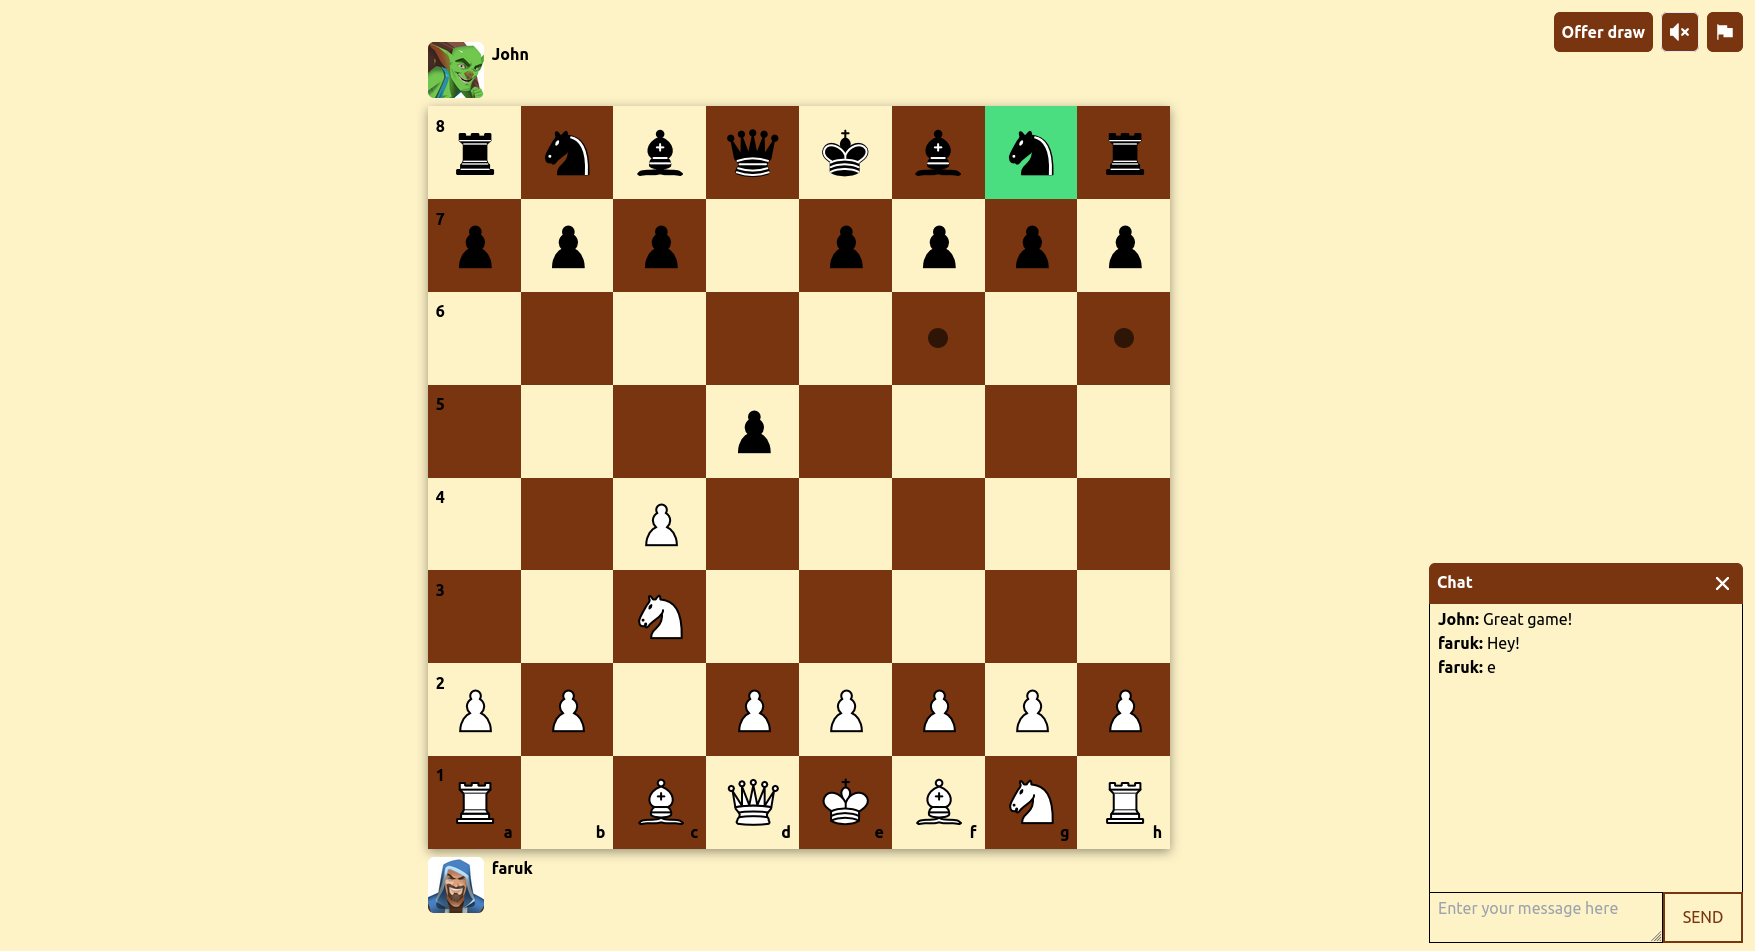 Offer draw
John
8
7
6
5
4
3
2
1
a b c d e f g h
faruk
Chat
John: Great game!
faruk: Hey!
faruk: e
Enter your message here
SEND